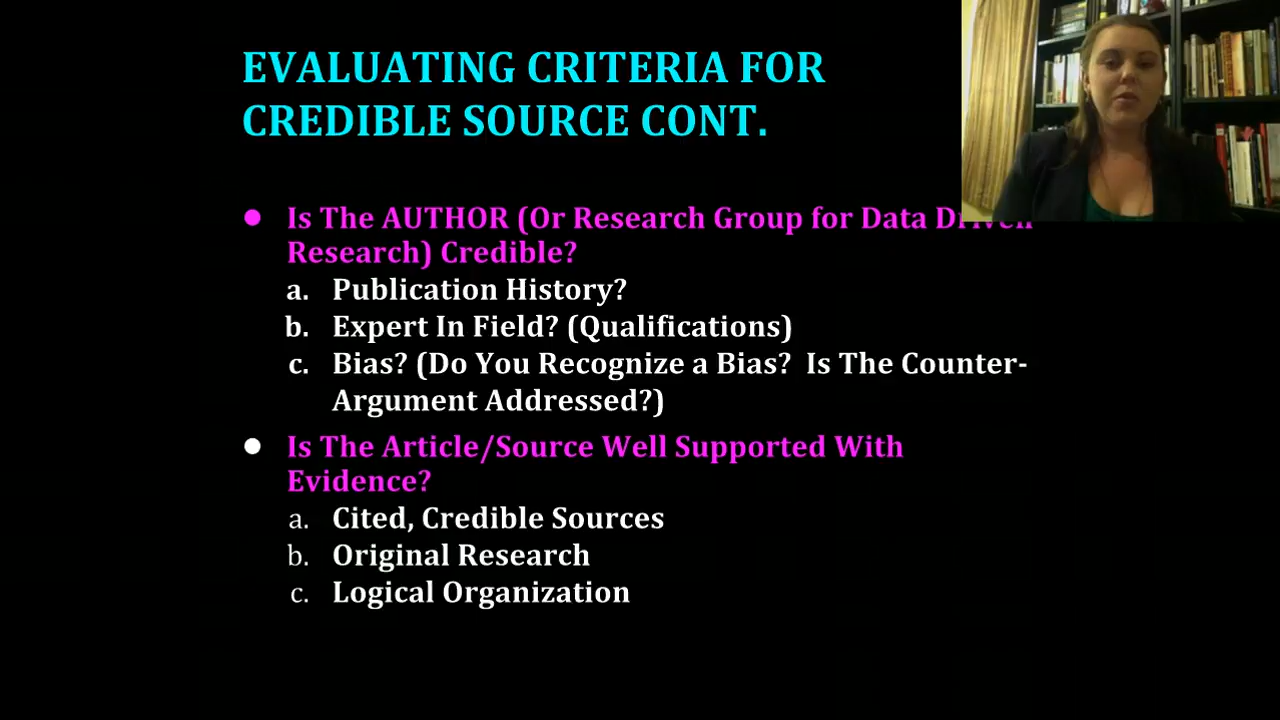 EVALUATING CRITERIA FOR
CREDIBLE SOURCE CONT.
● Is The AUTHOR (Or Research Group for Data Driven
Research) Credible?
a. Publication History?
b. Expert In Field? (Qualifications)
c. Bias? (Do You Recognize a Bias? Is The Counter-
Argument Addressed?)
● Is The Article/Source Well Supported With
Evidence?
a. Cited, Credible Sources
b. Original Research
c. Logical Organization